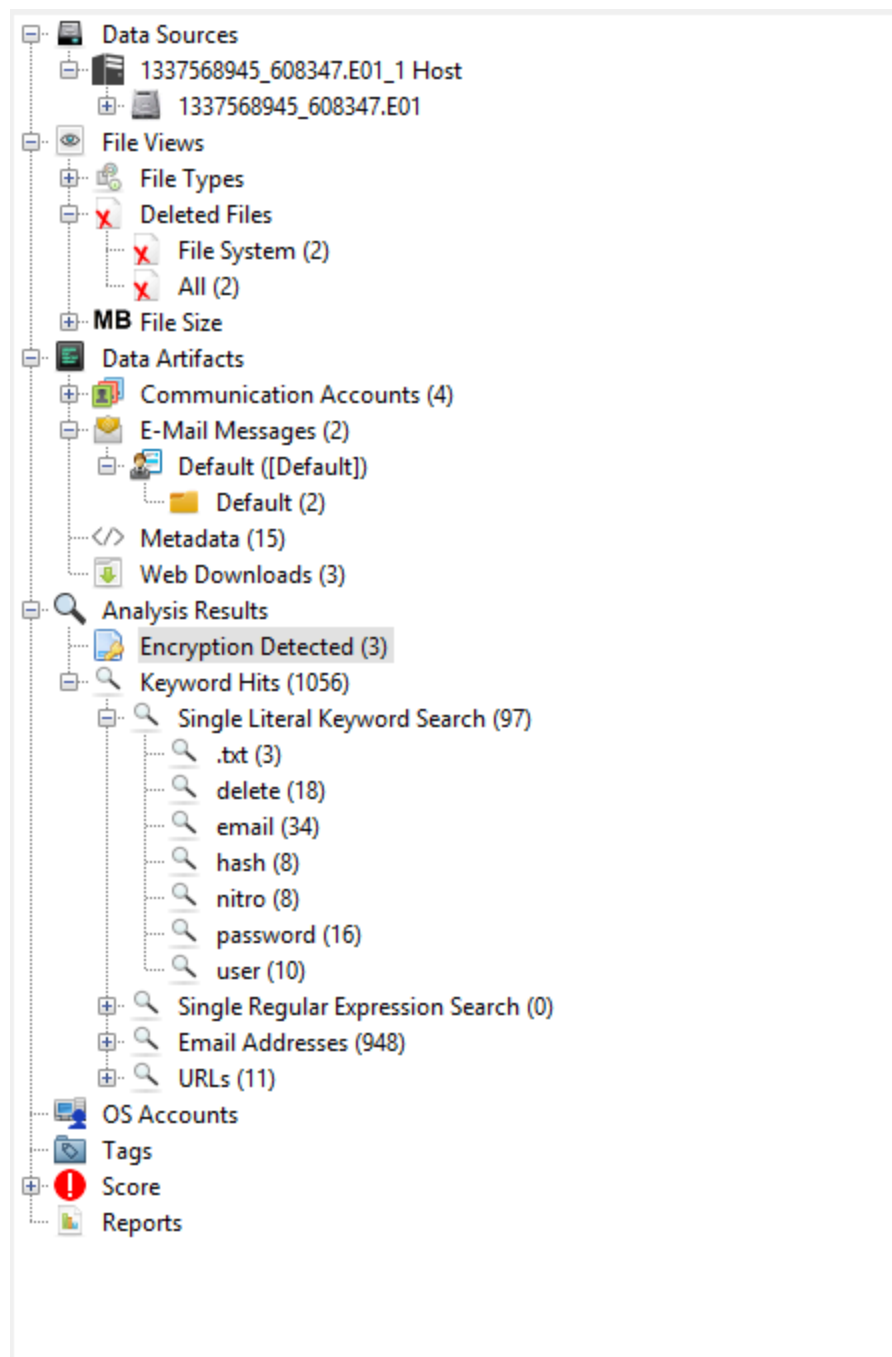 Data Sources
1337568945_608347.E01_1 Host
1337568945_608347.E01
File Views
File Types
Deleted Files
File System (2)
All (2)
MB File Size
Data Artifacts
Communication Accounts (4)
E-Mail Messages (2)
Default ([Default])
Default (2)
Metadata (15)
Web Downloads (3)
Analysis Results
Encryption Detected (3)
Keyword Hits (1056)
Single Literal Keyword Search (97)
.txt (3)
delete (18)
email (34)
hash (8)
nitro (8)
password (16)
user (10)
Single Regular Expression Search (0)
Email Addresses (948)
URLs (11)
OS Accounts
Tags
Score
Reports